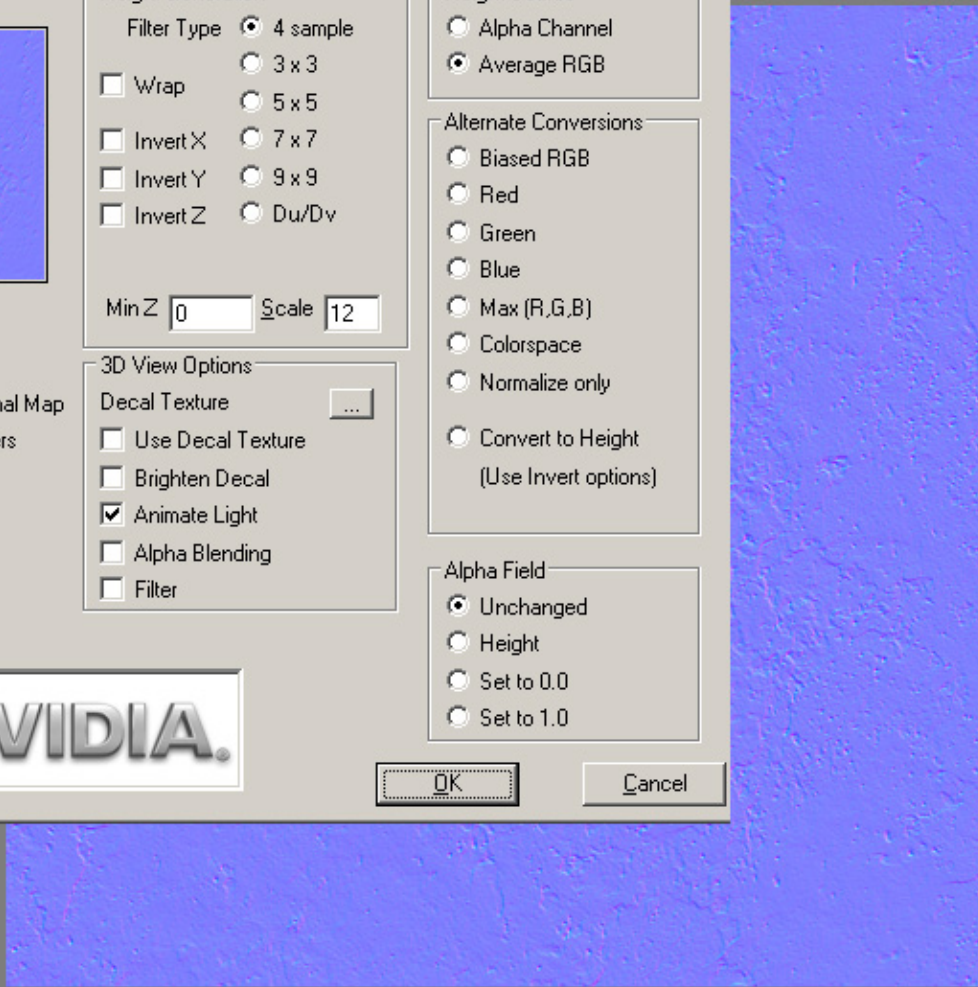 Filter Type
4 sample
3 x 3
5 x 5
7 x 7
9 x 9
Du/Dv
Wrap
Invert X
Invert Y
Invert Z
Min Z 0 Scale 12
3D View Options
Decal Texture ...
Use Decal Texture
Brighten Decal
Animate Light
Alpha Blending
Filter
al Map
rs
VIDIA.
Alpha Channel
Average RGB
Alternate Conversions
Biased RGB
Red
Green
Blue
Max (R,G,B)
Colorspace
Normalize only
Convert to Height
(Use Invert options)
Alpha Field
Unchanged
Height
Set to 0.0
Set to 1.0
OK Cancel